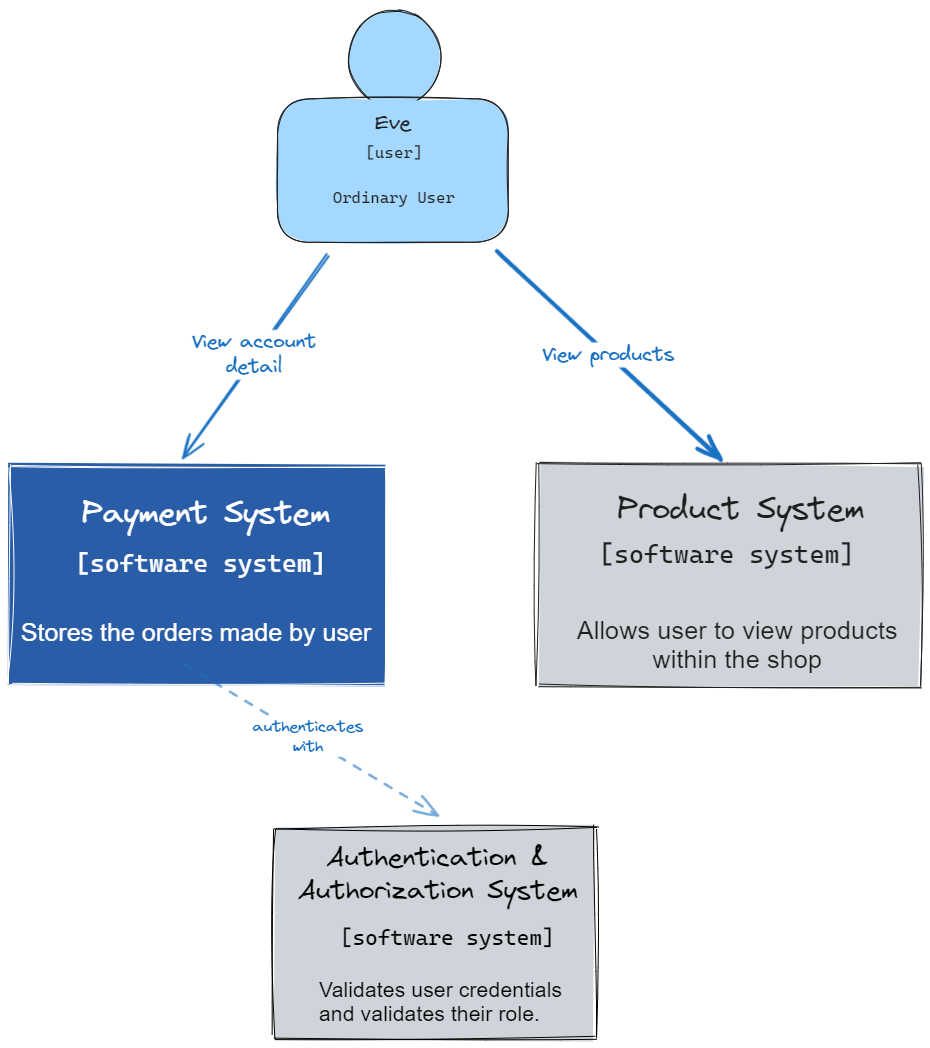 Eve
[user]
Ordinary User
View account
detail
View products
Payment System
[software system]
Stores the orders made by user
Product System
[software system]
Allows user to view products
within the shop
authenticates
with
Authentication &
Authorization System
[software system]
Validates user credentials
and validates their role.